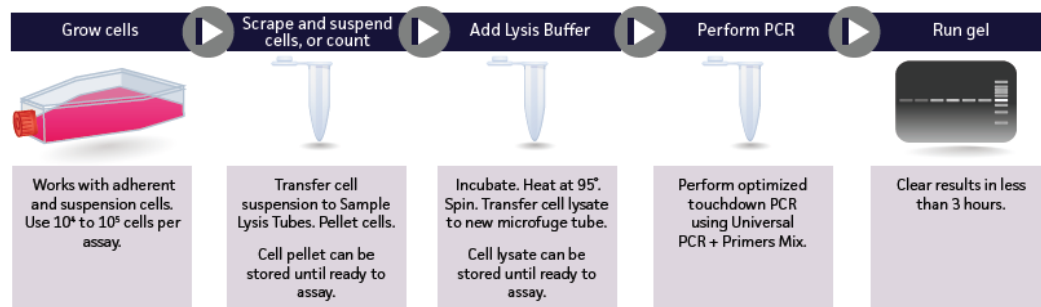 Grow cells
Scrape and suspend
cells, or count
Add Lysis Buffer
Perform PCR
Run gel
Works with adherent
and suspension cells.
Use 10⁴ to 10⁵ cells per
assay.
Transfer cell
suspension to Sample
Lysis Tubes. Pellet cells.
Cell pellet can be
stored until ready to
assay.
Incubate. Heat at 95°.
Spin. Transfer cell lysate
to new microfuge tube.
Cell lysate can be
stored until ready to
assay.
Perform optimized
touchdown PCR
using Universal
PCR + Primers Mix.
Clear results in less
than 3 hours.